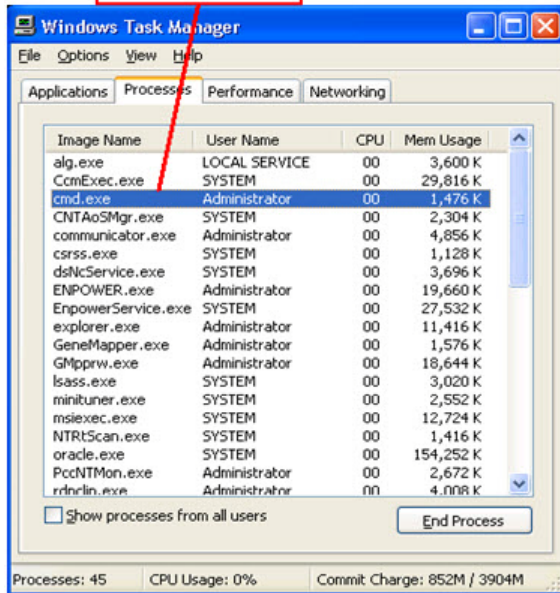 Windows Task Manager
File Options View Help
Applications Processes Performance Networking
Image Name User Name CPU Mem Usage
alg.exe LOCAL SERVICE 00 3,600 K
CcmExec.exe SYSTEM 00 29,816 K
cmd.exe Administrator 00 1,476 K
CNTAoSMgr.exe SYSTEM 00 2,304 K
communicator.exe Administrator 00 4,856 K
csrss.exe SYSTEM 00 1,128 K
dsNcService.exe SYSTEM 00 3,696 K
ENPOWER.exe Administrator 00 19,660 K
EnpowerService.exe SYSTEM 00 27,532 K
explorer.exe Administrator 00 11,416 K
GeneMapper.exe Administrator 00 1,576 K
GMpprw.exe Administrator 00 18,644 K
lsass.exe SYSTEM 00 3,020 K
minituner.exe SYSTEM 00 2,552 K
msiexec.exe SYSTEM 00 12,724 K
NTRtScan.exe SYSTEM 00 1,416 K
oracle.exe SYSTEM 00 154,252 K
PccNTMon.exe Administrator 00 2,672 K
rdpclip.exe Administrator 00 4,008 K
Show processes from all users
End Process
Processes: 45 CPU Usage: 0% Commit Charge: 852M / 3904M